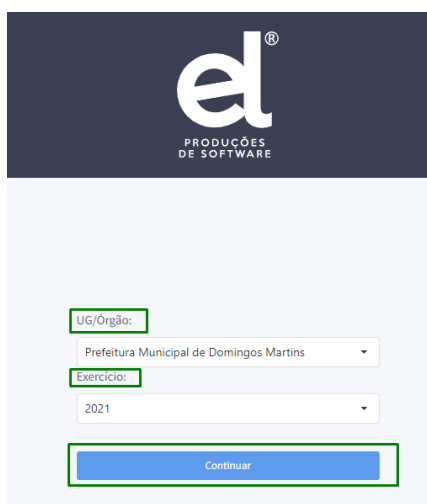 el®
PRODUÇÕES
DE SOFTWARE
UG/Órgão:
Prefeitura Municipal de Domingos Martins
Exercício:
2021
Continuar